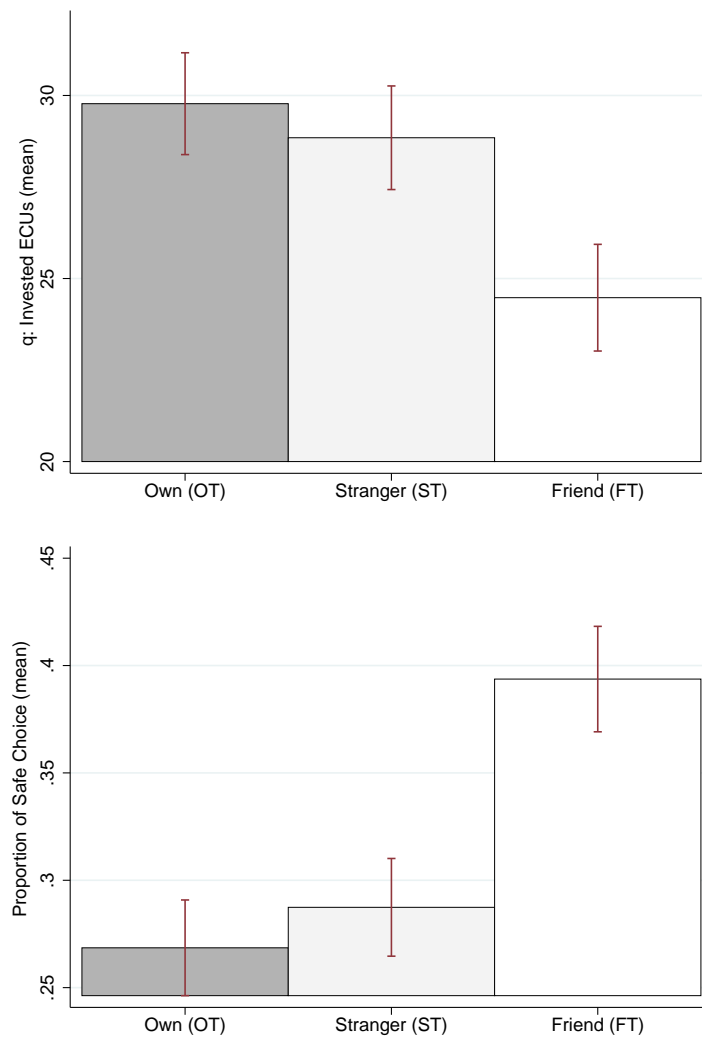 q: Invested ECUs (mean)
30
25
20
Own (OT) Stranger (ST) Friend (FT)
Proportion of Safe Choice (mean)
.45
.4
.35
.3
.25
Own (OT) Stranger (ST) Friend (FT)